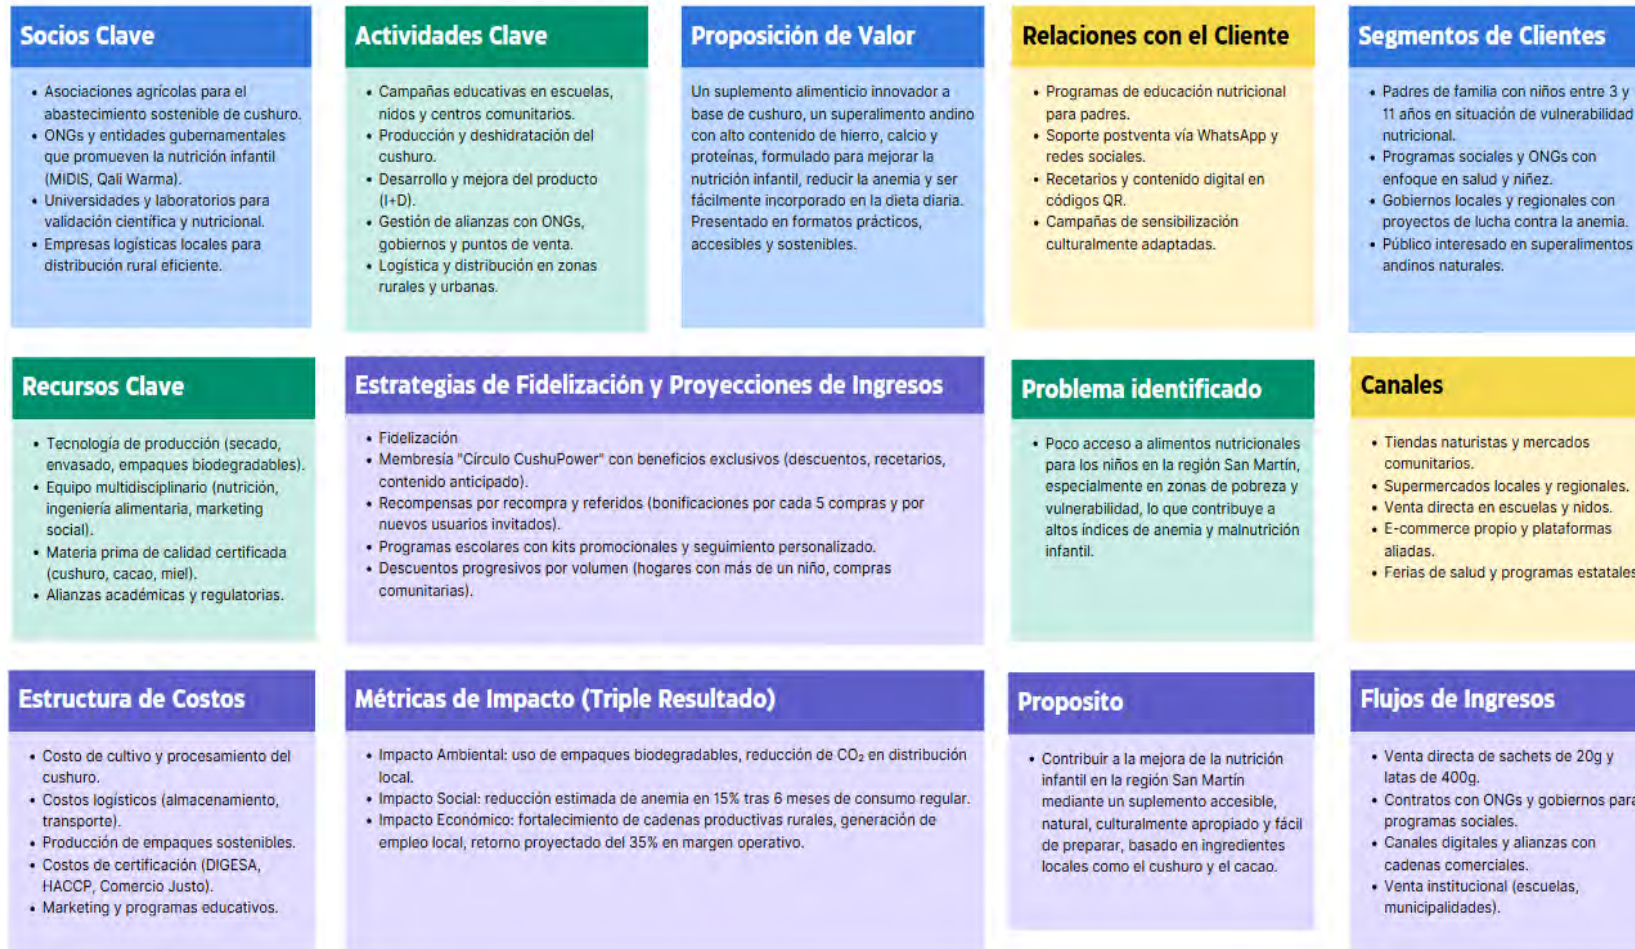 Socios Clave
• Asociaciones agrícolas para el
abastecimiento sostenible de cushuro.
• ONGs y entidades gubernamentales
que promueven la nutrición infantil
(MIDIS, Qali Warma).
• Universidades y laboratorios para
validación científica y nutricional.
• Empresas logísticas locales para
distribución rural eficiente.
Actividades Clave
• Campañas educativas en escuelas,
nidos y centros comunitarios.
• Producción y deshidratación del
cushuro.
• Desarrollo y mejora del producto
(I+D).
• Gestión de alianzas con ONGs,
gobiernos y puntos de venta.
• Logística y distribución en zonas
rurales y urbanas.
Proposición de Valor
Un suplemento alimenticio innovador a
base de cushuro, un superalimento andino
con alto contenido de hierro, calcio y
proteínas, formulado para mejorar la
nutrición infantil, reducir la anemia y ser
fácilmente incorporado en la dieta diaria.
Presentado en formatos prácticos,
accesibles y sostenibles.
Relaciones con el Cliente
• Programas de educación nutricional
para padres.
• Soporte postventa vía WhatsApp y
redes sociales.
• Recetarios y contenido digital en
códigos QR.
• Campañas de sensibilización
culturalmente adaptadas.
Segmentos de Clientes
• Padres de familia con niños entre 3 y
11 años en situación de vulnerabilidad
nutricional.
• Programas sociales y ONGs con
enfoque en salud y niñez.
• Gobiernos locales y regionales con
proyectos de lucha contra la anemia.
• Público interesado en superalimentos
andinos naturales.
Recursos Clave
• Tecnología de producción (secado,
envasado, empaques biodegradables).
• Equipo multidisciplinario (nutrición,
ingeniería alimentaria, marketing
social).
• Materia prima de calidad certificada
(cushuro, cacao, miel).
• Alianzas académicas y regulatorias.
Estrategias de Fidelización y Proyecciones de Ingresos
• Fidelización
• Membresía "Círculo CushuPower" con beneficios exclusivos (descuentos, recetarios,
contenido anticipado).
• Recompensas por recompra y referidos (bonificaciones por cada 5 compras y por
nuevos usuarios invitados).
• Programas escolares con kits promocionales y seguimiento personalizado.
• Descuentos progresivos por volumen (hogares con más de un niño, compras
comunitarias).
Problema identificado
• Poco acceso a alimentos nutricionales
para los niños en la región San Martín,
especialmente en zonas de pobreza y
vulnerabilidad, lo que contribuye a
altos índices de anemia y malnutrición
infantil.
Canales
• Tiendas naturistas y mercados
comunitarios.
• Supermercados locales y regionales.
• Venta directa en escuelas y nidos.
• E-commerce propio y plataformas
aliadas.
• Ferias de salud y programas estatales
Estructura de Costos
• Costo de cultivo y procesamiento del
cushuro.
• Costos logísticos (almacenamiento,
transporte).
• Producción de empaques sostenibles.
• Costos de certificación (DIGESA,
HACCP, Comercio Justo).
• Marketing y programas educativos.
Métricas de Impacto (Triple Resultado)
• Impacto Ambiental: uso de empaques biodegradables, reducción de CO₂ en distribución
local.
• Impacto Social: reducción estimada de anemia en 15% tras 6 meses de consumo regular.
• Impacto Económico: fortalecimiento de cadenas productivas rurales, generación de
empleo local, retorno proyectado del 35% en margen operativo.
Proposito
• Contribuir a la mejora de la nutrición
infantil en la región San Martín
mediante un suplemento accesible,
natural, culturalmente apropiado y fácil
de preparar, basado en ingredientes
locales como el cushuro y el cacao.
Flujos de Ingresos
• Venta directa de sachets de 20g y
latas de 400g.
• Contratos con ONGs y gobiernos para
programas sociales.
• Canales digitales y alianzas con
cadenas comerciales.
• Venta institucional (escuelas,
municipalidades).